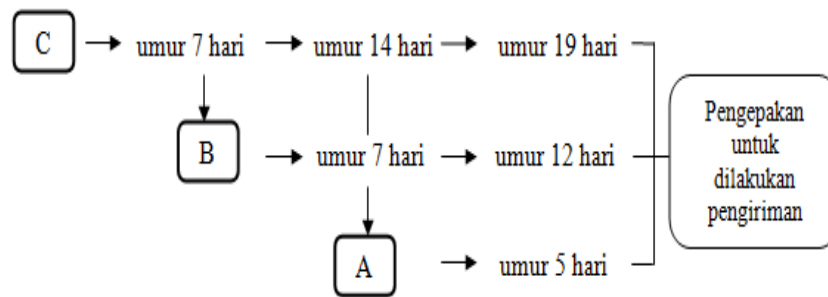 C
umur 7 hari
umur 14 hari
umur 19 hari
B
umur 7 hari
umur 12 hari
A
umur 5 hari
Pengepakan
untuk
dilakukan
pengiriman